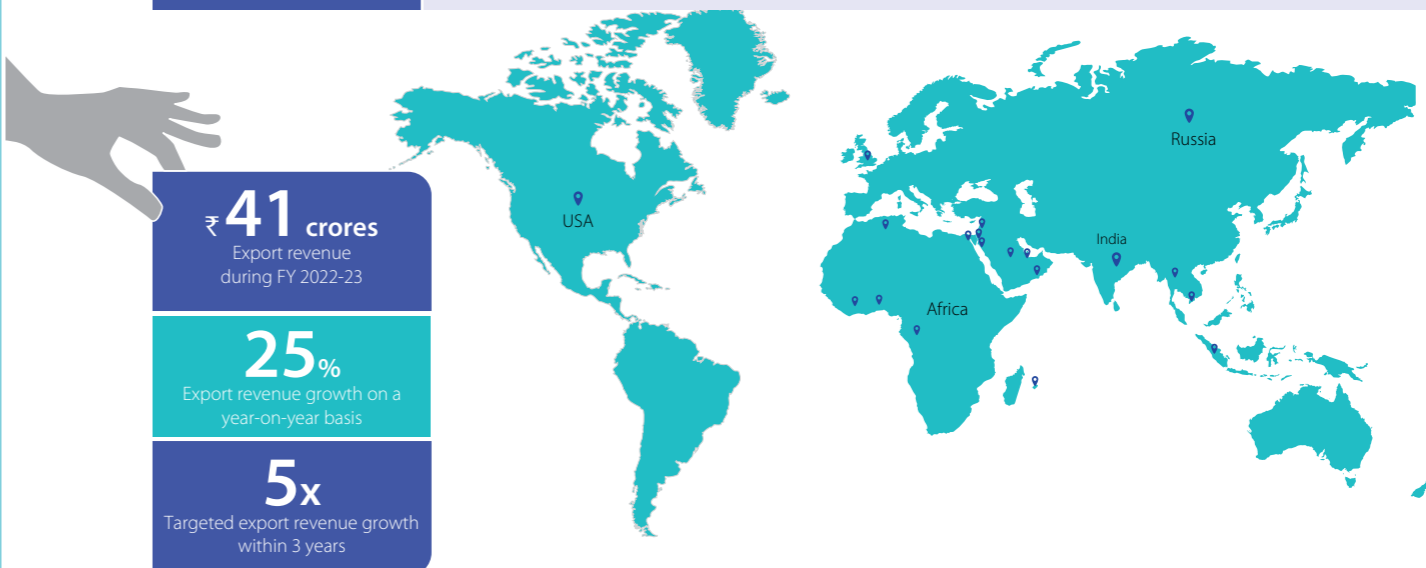 ₹ 41 crores
Export revenue
during FY 2022-23
25%
Export revenue growth on a
year-on-year basis
5x
Targeted export revenue growth
within 3 years
USA
Russia
India
Africa